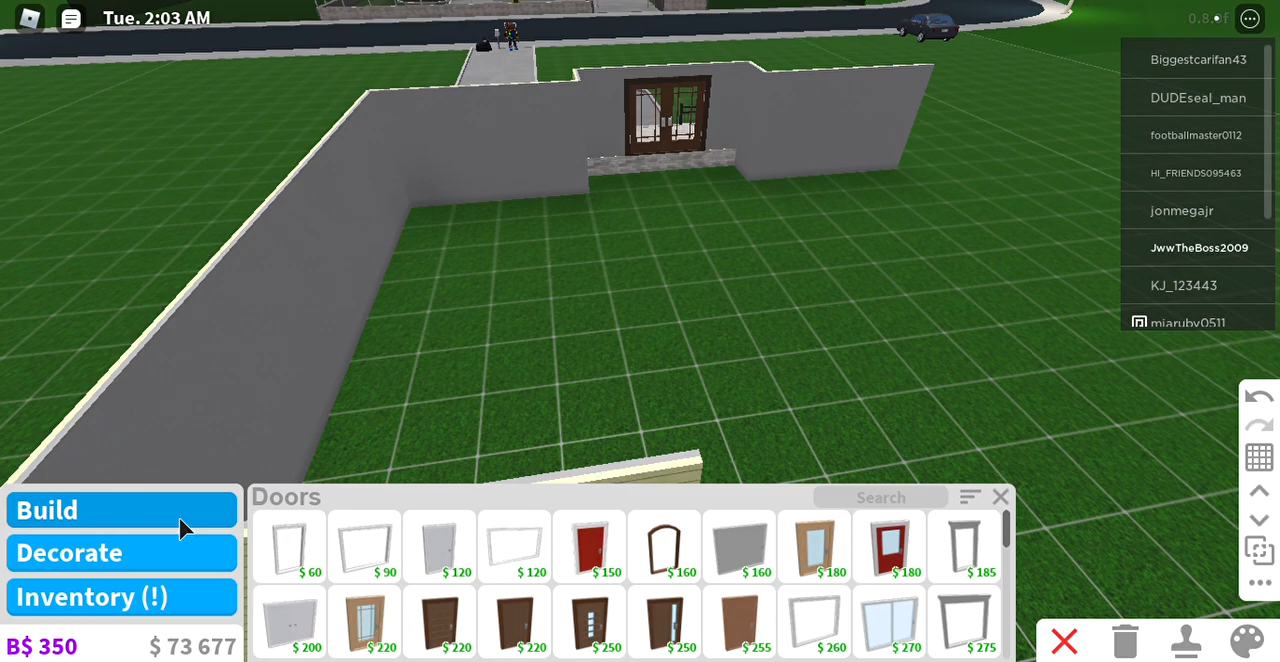 Tue. 2:03 AM
Biggestcarifan43
DUDEseal_man
footballmaster0112
HI_FRIENDS095463
jonmegajr
JwwTheBoss2009
KJ_123443
miaruby0511
Build
Decorate
Inventory (!)
B$ 350
$ 73 677
Doors
Search
$ 60
$ 90
$ 120
$ 120
$ 150
$ 160
$ 160
$ 180
$ 180
$ 185
$ 200
$ 220
$ 220
$ 220
$ 250
$ 250
$ 255
$ 260
$ 270
$ 275